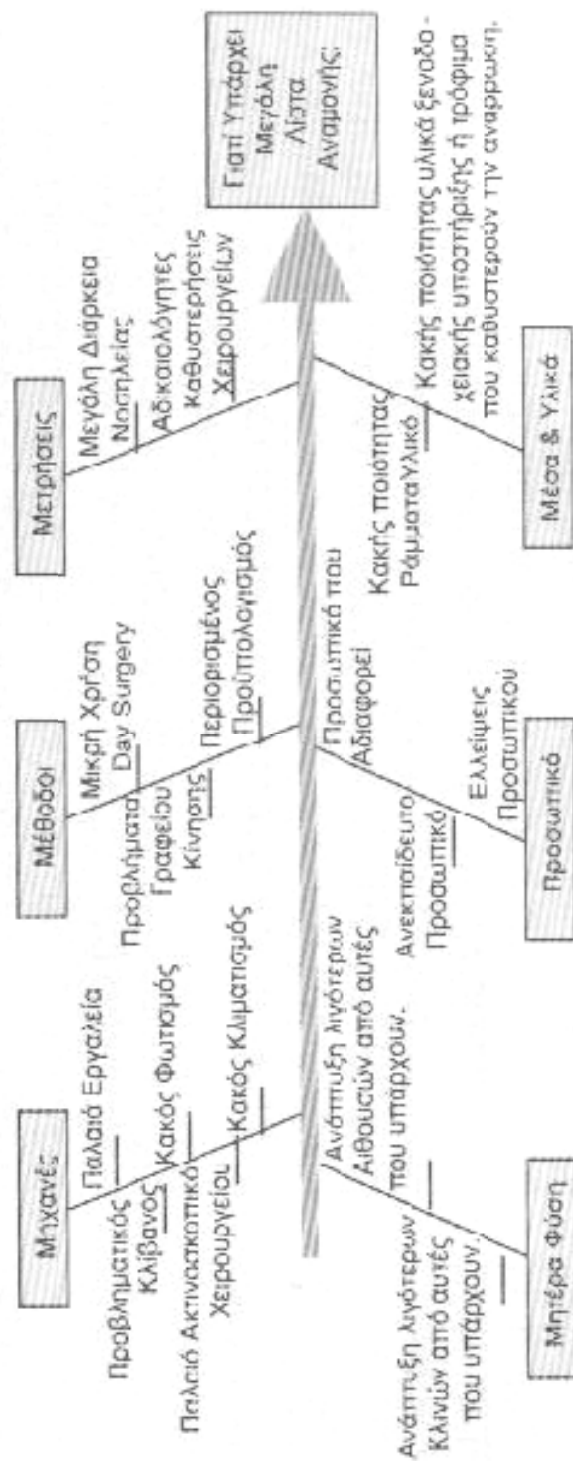 Μηχανές
Παλαιά Εργαλεία
Προβληματικός
Κλίβανος
Κακός Φωτισμός
Παλαιό Ακτινοσκοπικό
Χειρουργείου
Κακός Κλιματισμός
Μέθοδοι
Μικρή Χρήση
Day Surgery
Προβλήματα
Γραφείου
Κίνησης
Περιορισμένος
Προϋπολογισμός
Μετρήσεις
Μεγάλη Διάρκεια
Νοσηλείας
Αδικαιολόγητες
Καθυστερήσεις
Χειρουργείων
Γιατί Υπάρχει
Μεγάλη
Λίστα
Αναμονής;
Ανάπτυξη λιγότερων
Αιθουσών από αυτές
που υπάρχουν.
Ανάπτυξη λιγότερων
Κλινών από αυτές
που υπάρχουν.
Μητέρα Φύση
Προσωπικό που
Αδιαφορεί
Ανεκπαίδευτο
Προσωπικό
Ελλείψεις
Προσωπικού
Προσωπικό
Κακής ποιότητας
Ράμματα Υλικό
Κακής ποιότητας υλικά ξενοδο-
χειακής υποστήριξης ή τρόφιμα
που καθυστερούν την ανάρρωση.
Μέσα & Υλικά